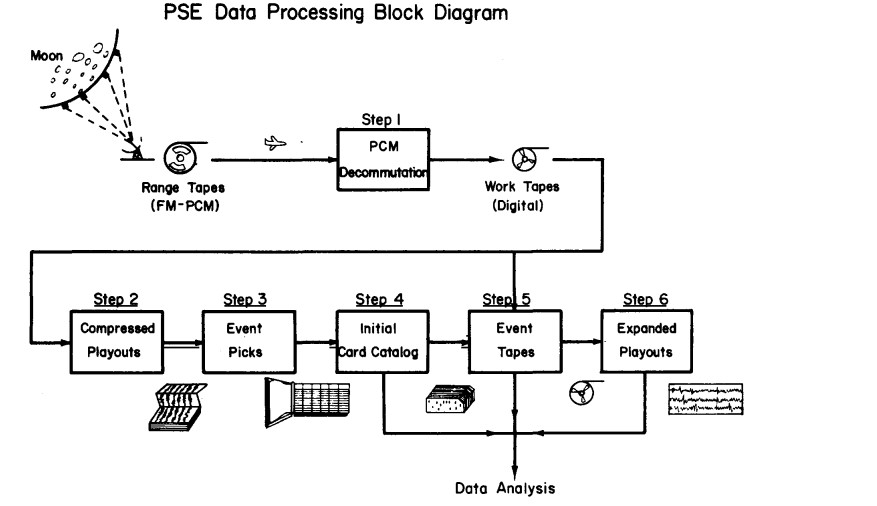 PSE Data Processing Block Diagram
Moon
Step 1
PCM
Decommutation
Range Tapes
(FM-PCM)
Work Tapes
(Digital)
Step 2
Step 3
Step 4
Step 5
Step 6
Compressed
Playouts
Event
Picks
Initial
Card Catalog
Event
Tapes
Expanded
Playouts
Data Analysis